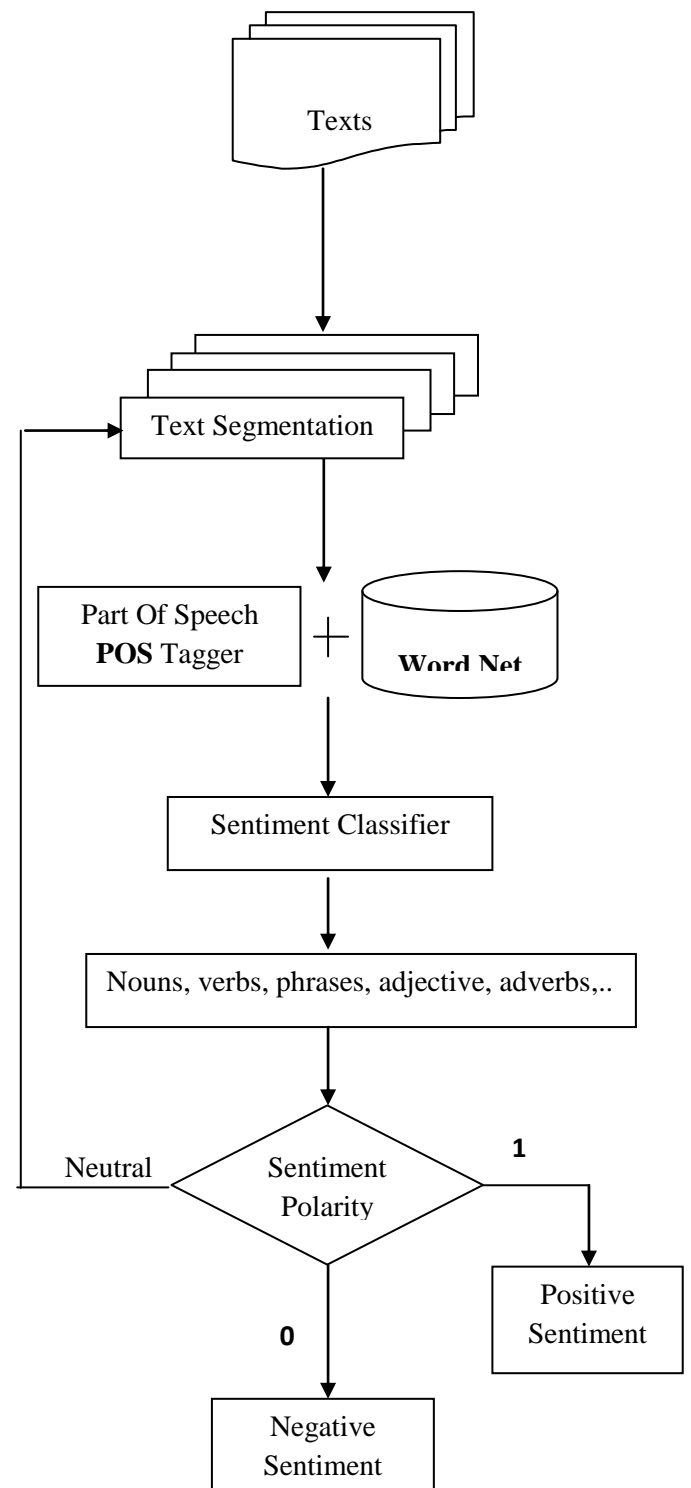 Texts
Text Segmentation
Part Of Speech
POS Tagger
Word Net
Sentiment Classifier
Nouns, verbs, phrases, adjective, adverbs,..
Neutral
Sentiment
Polarity
1
Positive
Sentiment
0
Negative
Sentiment